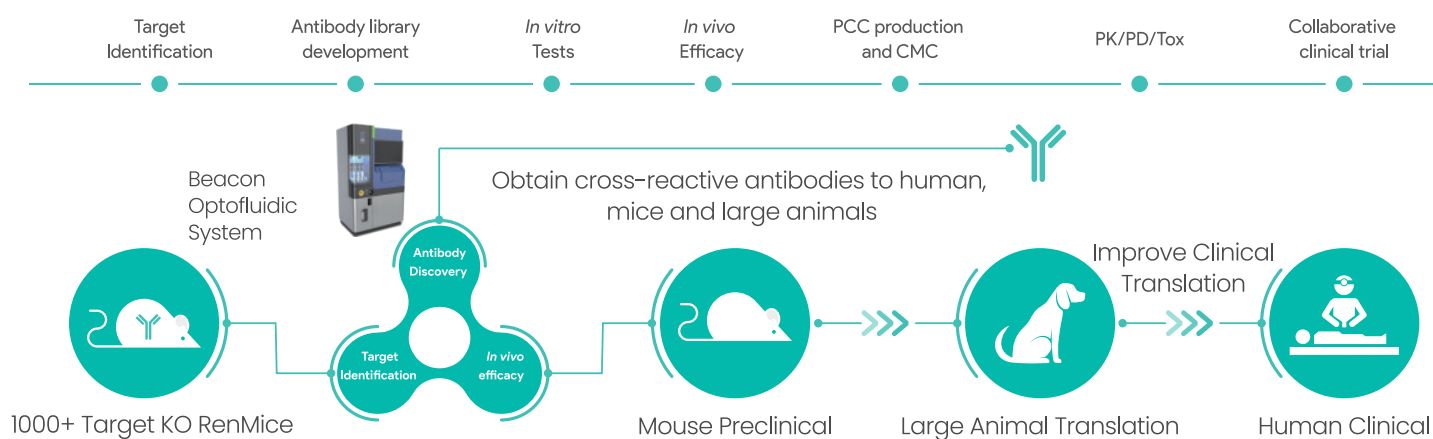 Target
Identification
Antibody library
development
In vitro
Tests
In vivo
Efficacy
PCC production
and CMC
PK/PD/Tox
Collaborative
clinical trial
Beacon
Optofluidic
System
Obtain cross-reactive antibodies to human,
mice and large animals
Antibody
Discovery
Target
Identification
In vivo
efficacy
Improve Clinical
Translation
1000+ Target KO RenMice
Mouse Preclinical
Large Animal Translation
Human Clinical